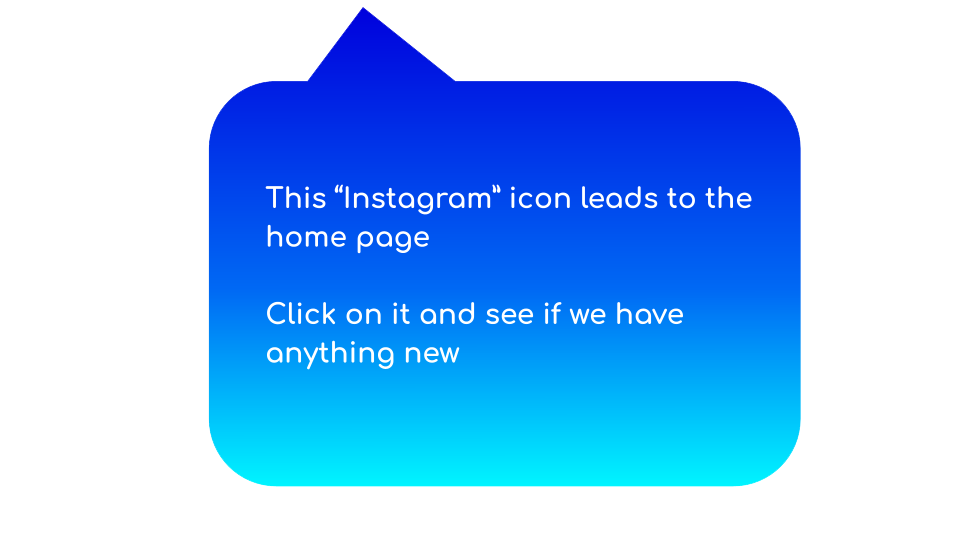 This “Instagram” icon leads to the
home page
Click on it and see if we have
anything new